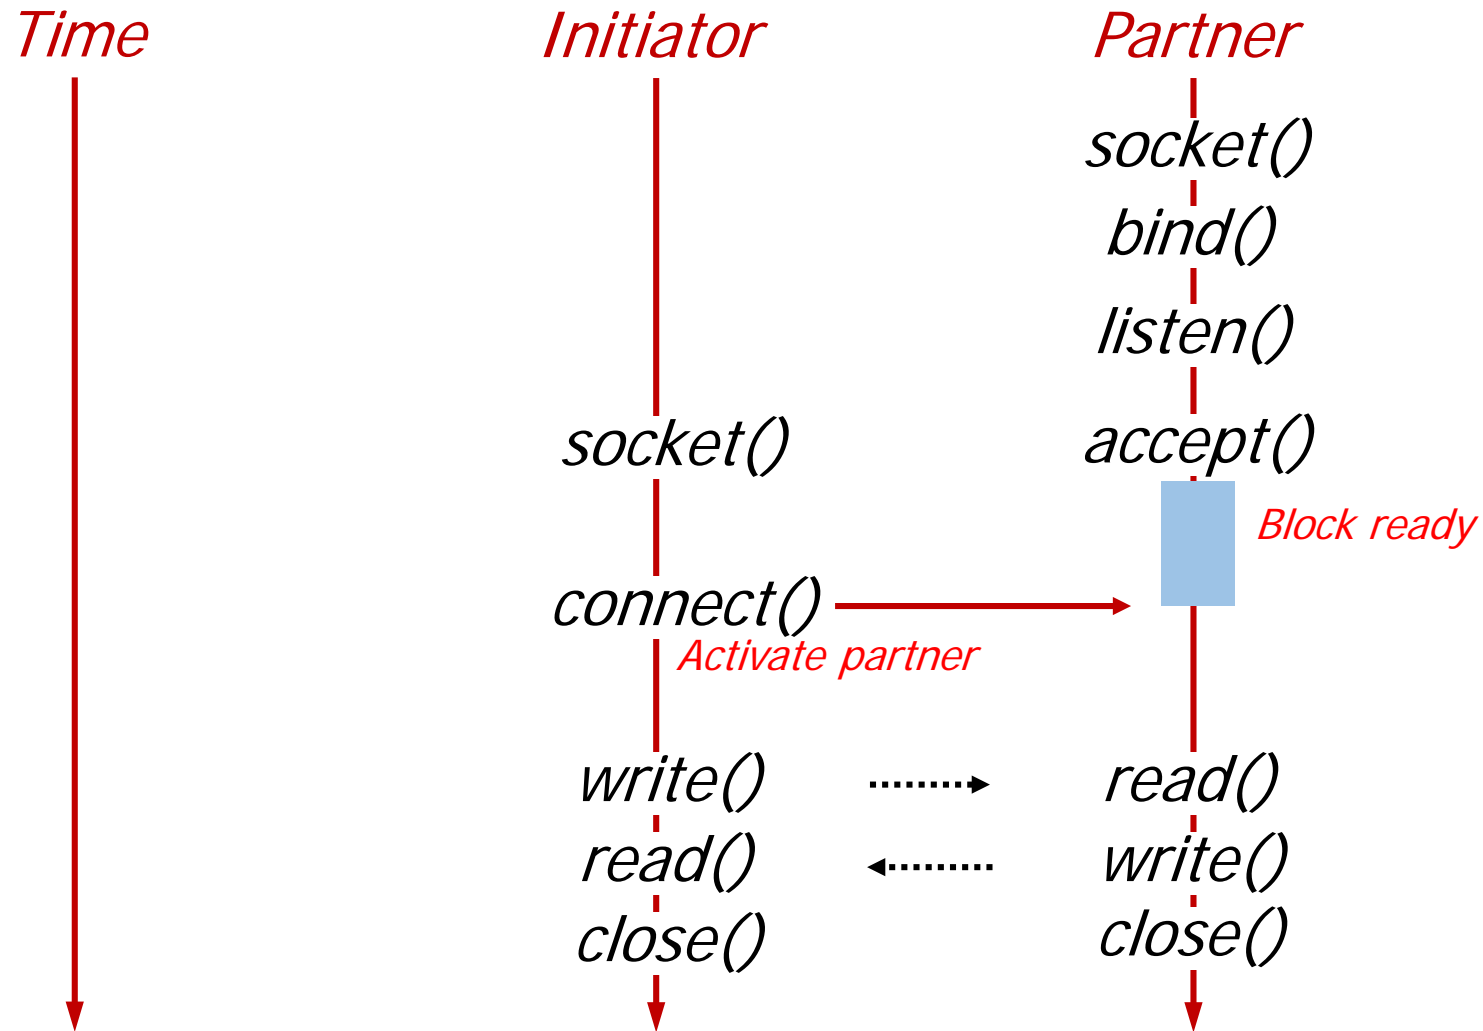 Time
Initiator
Partner
socket()
bind()
listen()
socket()
accept()
Block ready
connect()
Activate partner
write()
read()
read()
write()
close()
close()